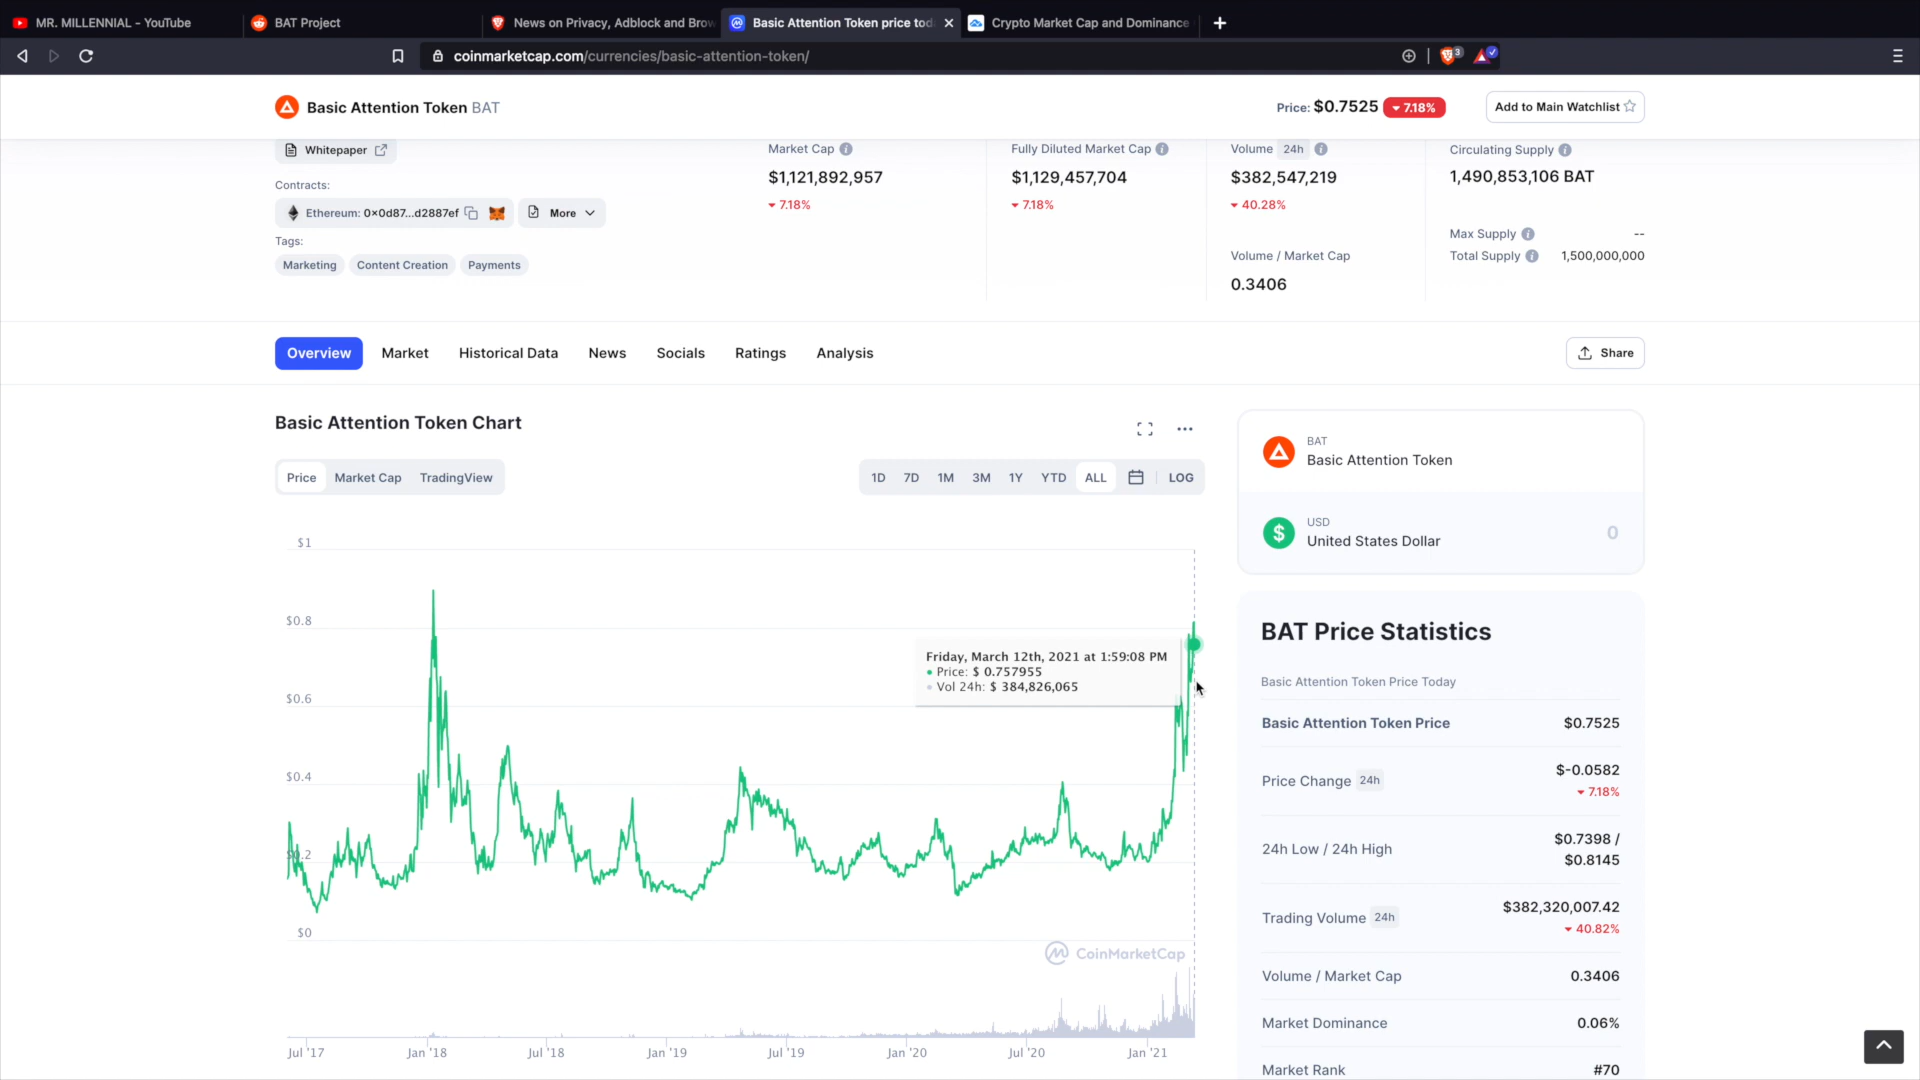 MR. MILLENNIAL - YouTube
BAT Project
News on Privacy, Adblock and Brow
Basic Attention Token price tod
Crypto Market Cap and Dominance
coinmarketcap.com/currencies/basic-attention-token/
3
Basic Attention Token BAT
Price: $0.7525 7.18%
Add to Main Watchlist
Whitepaper
Contracts:
Ethereum: 0x0d87...d2887ef
More
Tags:
Marketing
Content Creation
Payments
Market Cap
$1,121,892,957
7.18%
Fully Diluted Market Cap
$1,129,457,704
7.18%
Volume 24h
$382,547,219
40.28%
Volume / Market Cap
0.3406
Circulating Supply
1,490,853,106 BAT
Max Supply --
Total Supply 1,500,000,000
Overview
Market
Historical Data
News
Socials
Ratings
Analysis
Share
Basic Attention Token Chart
Price
Market Cap
TradingView
1D
7D
1M
3M
1Y
YTD
ALL
LOG
$1
$0.8
$0.6
$0.4
$0.2
$0
Friday, March 12th, 2021 at 1:59:08 PM
Price: $ 0.757955
Vol 24h: $ 384,826,065
CoinMarketCap
Jul '17
Jan '18
Jul '18
Jan '19
Jul '19
Jan '20
Jul '20
Jan '21
BAT
Basic Attention Token
$
USD
United States Dollar
0
BAT Price Statistics
Basic Attention Token Price Today
Basic Attention Token Price $0.7525
Price Change 24h $-0.0582
7.18%
24h Low / 24h High $0.7398 /
$0.8145
Trading Volume 24h $382,320,007.42
40.82%
Volume / Market Cap 0.3406
Market Dominance 0.06%
Market Rank #70